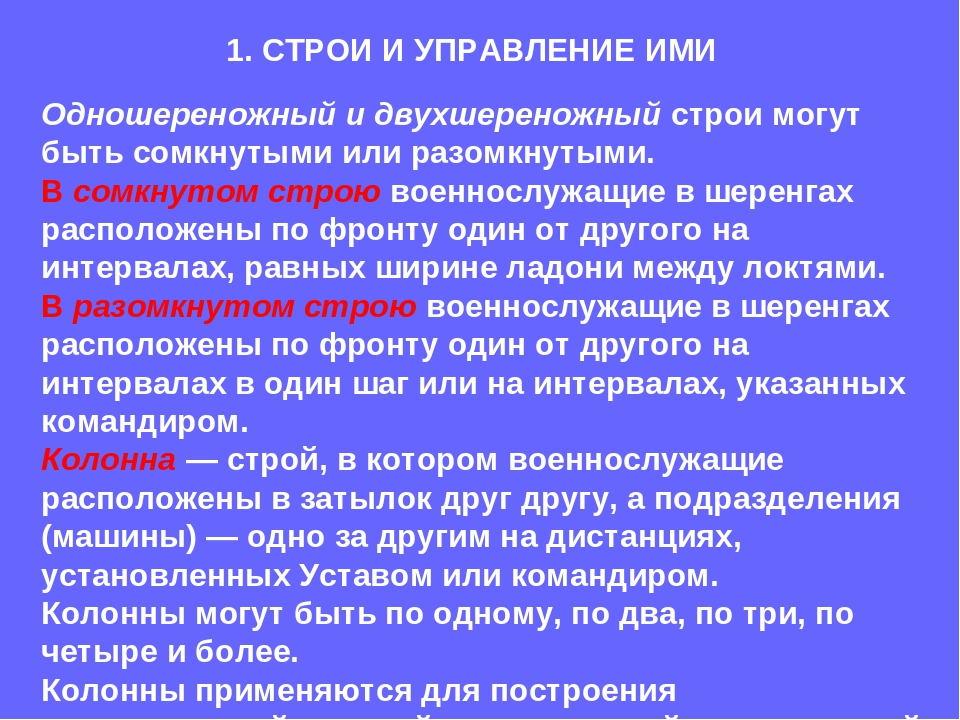 1. СТРОИ И УПРАВЛЕНИЕ ИМИ
Одношереножный и двухшереножный строи могут
быть сомкнутыми или разомкнутыми.
В сомкнутом строю военнослужащие в шеренгах
расположены по фронту один от другого на
интервалах, равных ширине ладони между локтями.
В разомкнутом строю военнослужащие в шеренгах
расположены по фронту один от другого на
интервалах в один шаг или на интервалах, указанных
командиром.
Колонна — строй, в котором военнослужащие
расположены в затылок друг другу, а подразделения
(машины) — одно за другим на дистанциях,
установленных Уставом или командиром.
Колонны могут быть по одному, по два, по три, по
четыре и более.
Колонны применяются для построения